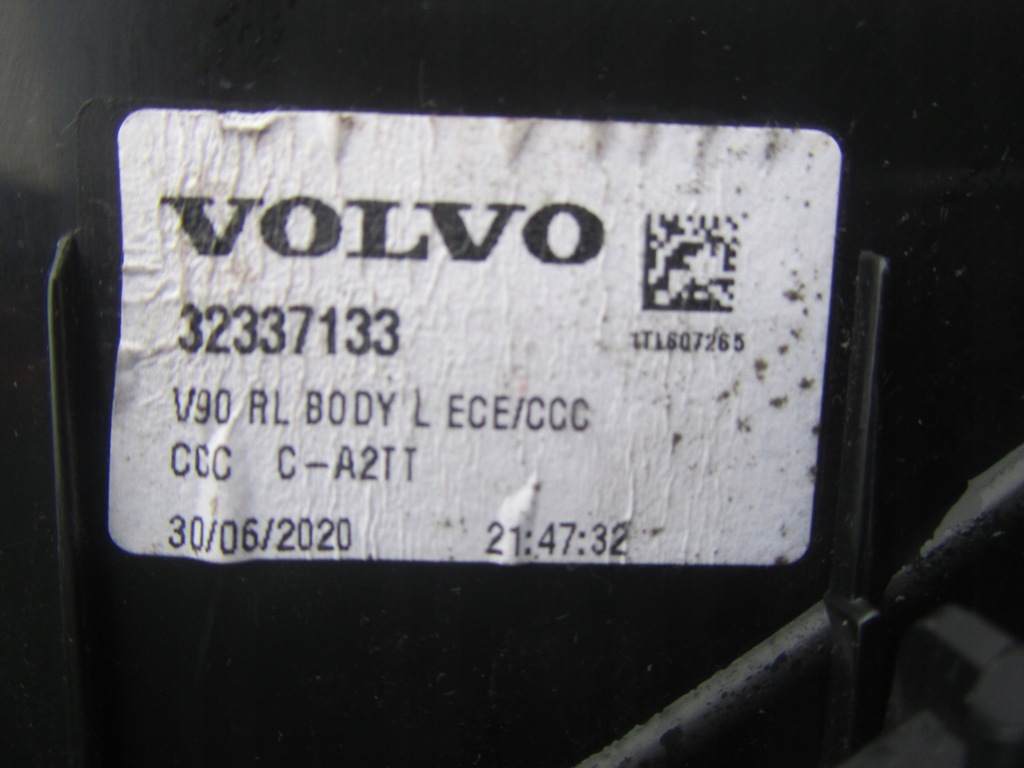 VOLVO
32337133
1T1607265
V90 RL BODY L ECE/CCC
CCC C-A2TT
30/06/2020 21:47:32